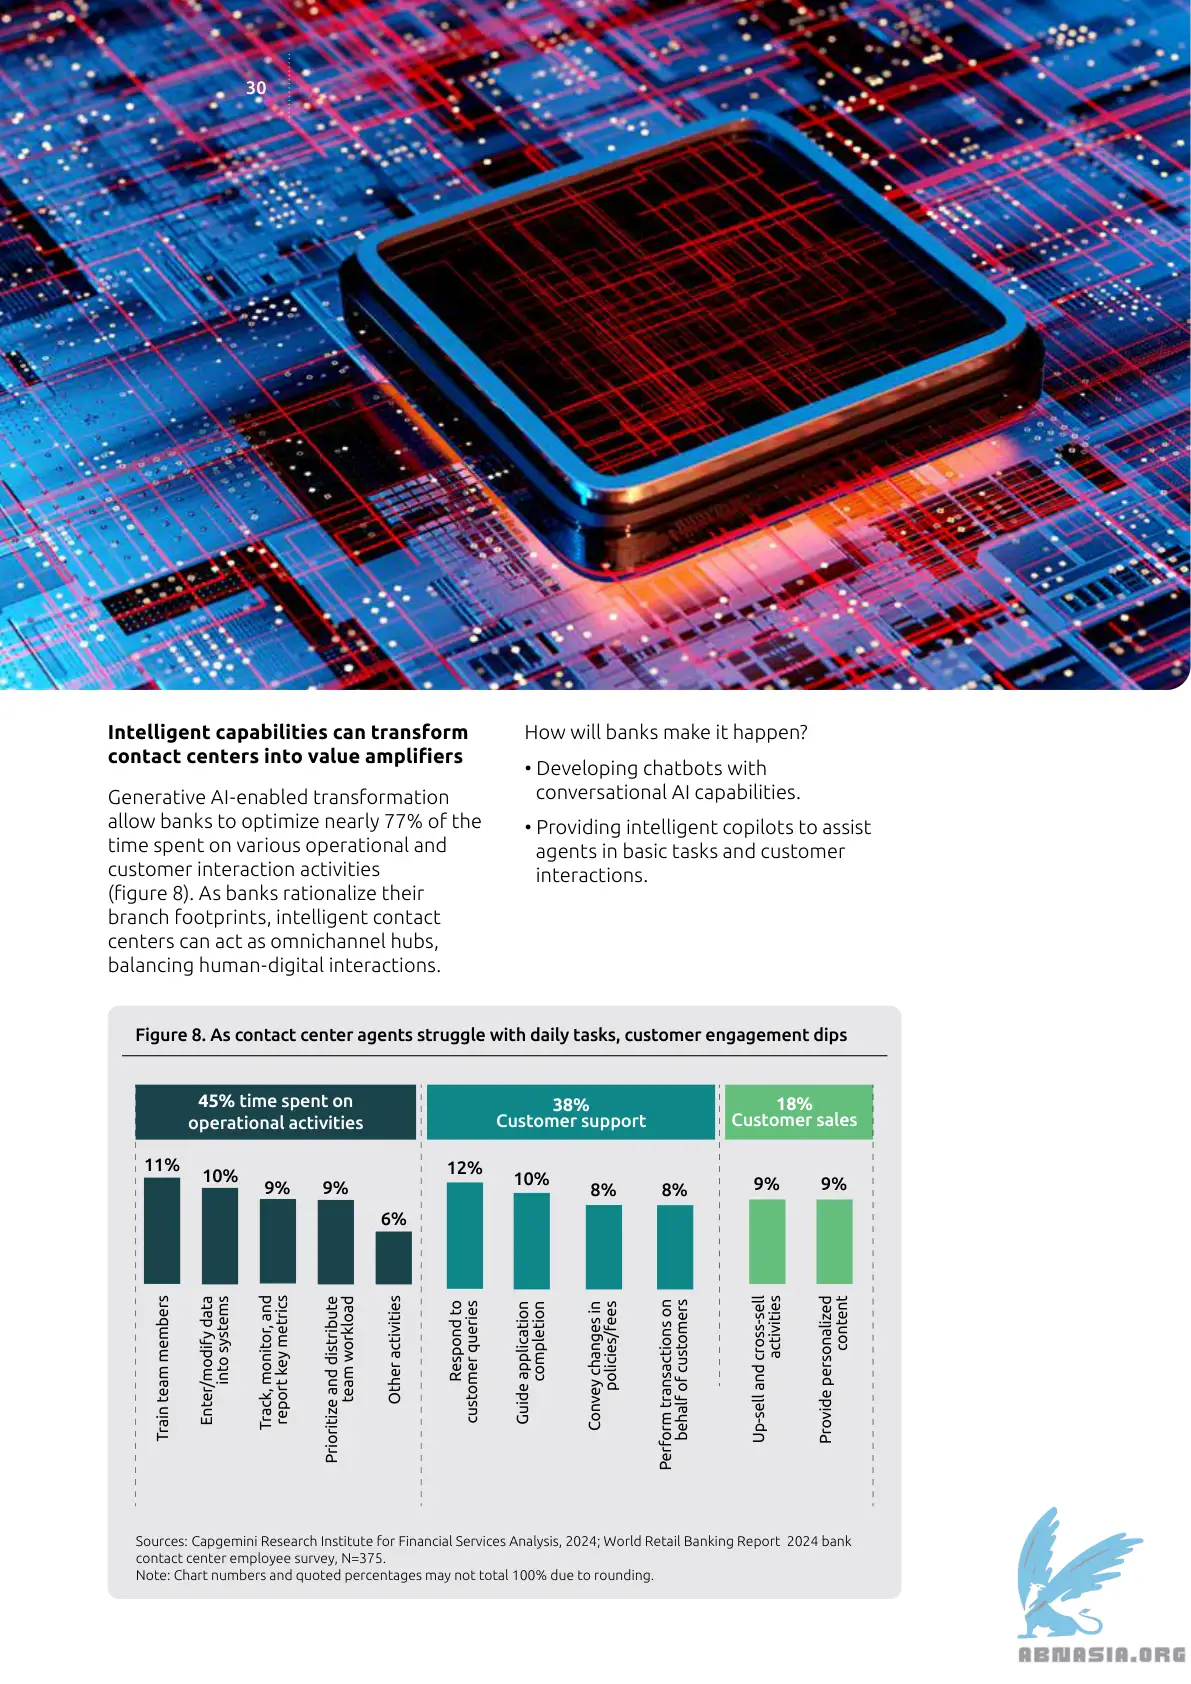 30
Intelligent capabilities can transform
contact centers into value amplifiers
Generative AI-enabled transformation
allow banks to optimize nearly 77% of the
time spent on various operational and
customer interaction activities
(figure 8). As banks rationalize their
branch footprints, intelligent contact
centers can act as omnichannel hubs,
balancing human-digital interactions.
How will banks make it happen?
• Developing chatbots with
conversational AI capabilities.
• Providing intelligent copilots to assist
agents in basic tasks and customer
interactions.
Figure 8. As contact center agents struggle with daily tasks, customer engagement dips
45% time spent on
operational activities
38%
Customer support
18%
Customer sales
11%
10%
9%
9%
6%
12%
10%
8%
8%
9%
9%
Train team members
Enter/modify data
into systems
Track, monitor, and
report key metrics
Prioritize and distribute
team workload
Other activities
Respond to
customer queries
Guide application
completion
Convey changes in
policies/fees
Perform transactions on
behalf of customers
Up-sell and cross-sell
activities
Provide personalized
content
Sources: Capgemini Research Institute for Financial Services Analysis, 2024; World Retail Banking Report 2024 bank
contact center employee survey, N=375.
Note: Chart numbers and quoted percentages may not total 100% due to rounding.
ABNASIA.ORG